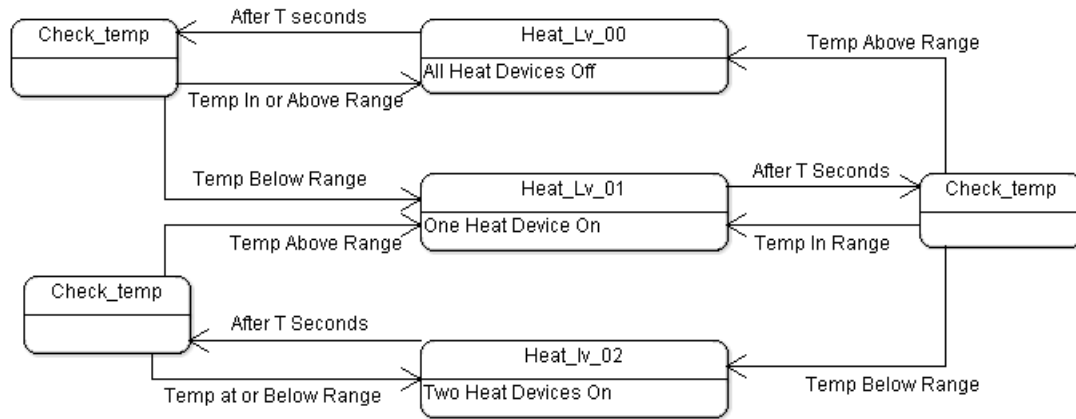 After T seconds
Check_temp
Heat_Lv_00
Temp Above Range
All Heat Devices Off
Temp In or Above Range
After T Seconds
Temp Below Range
Heat_Lv_01
Check_temp
One Heat Device On
Temp Above Range
Temp In Range
Check_temp
After T Seconds
Heat_lv_02
Temp at or Below Range
Two Heat Devices On
Temp Below Range